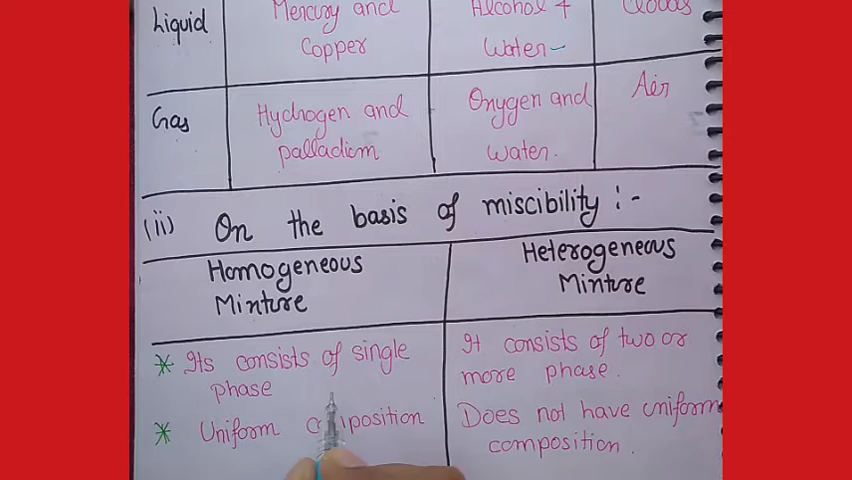 Liquid
Mercury and
Copper
Alcohol +
Water
Clouds
Gas
Hydrogen and
palladium
Oxygen and
water.
Air
(ii) On the basis of miscibility :-
Homogeneous
Mixture
Heterogeneous
Mixture
* Its consists of single
phase
It consists of two or
more phase.
* Uniform composition
Does not have uniform
composition.